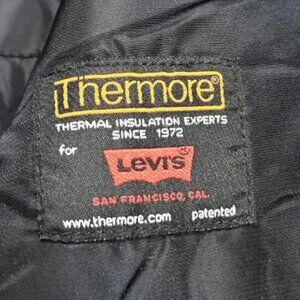 Thermore®
THERMAL INSULATION EXPERTS
SINCE 1972
for
LEVI'S
SAN FRANCISCO, CAL.
www.thermore.com patented